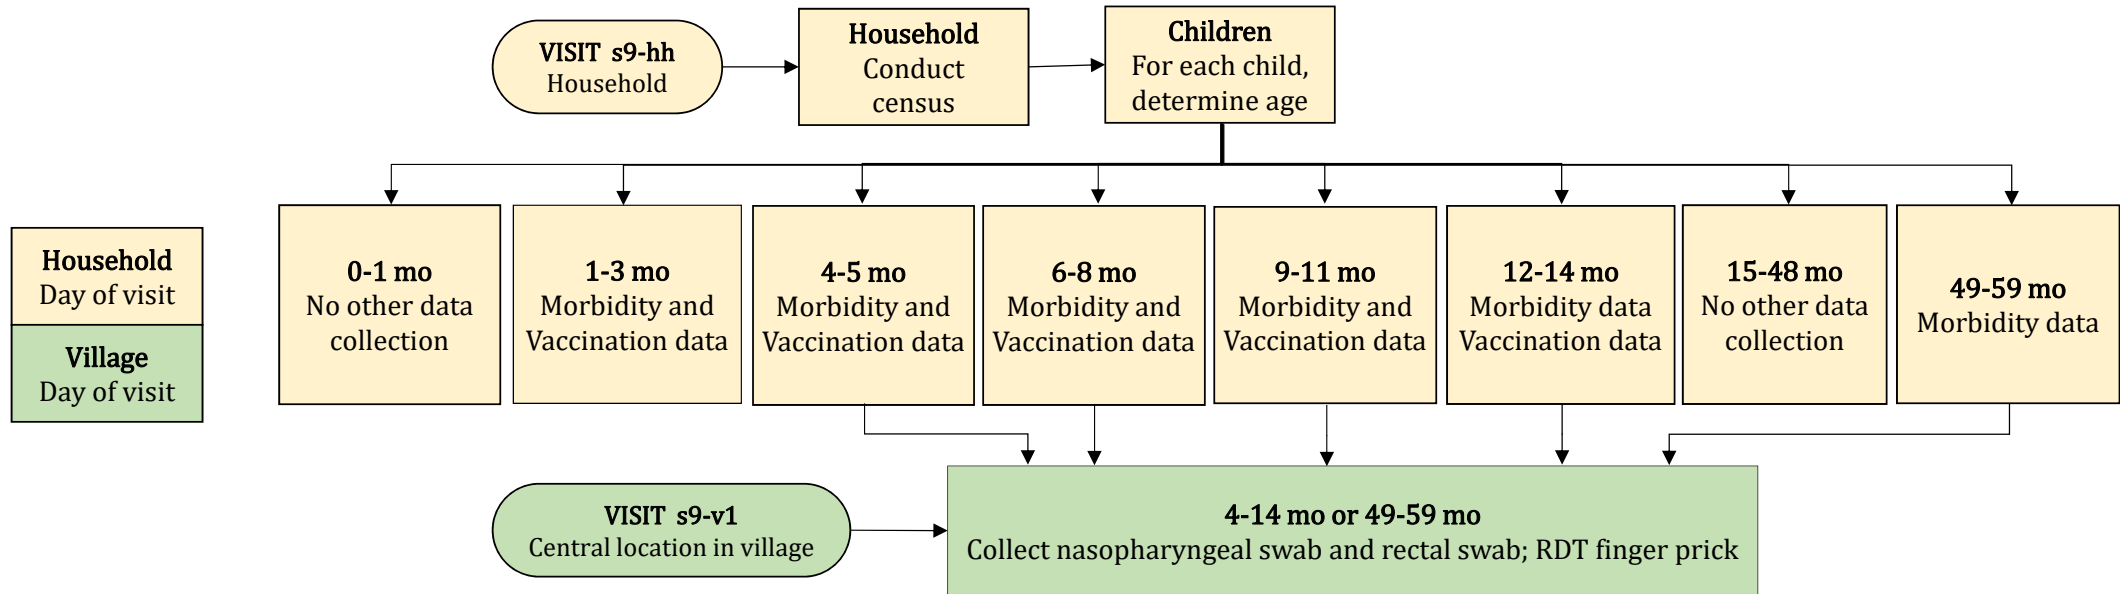 VISIT s9-hh
Household
Household
Conduct
census
Children
For each child,
determine age
Household
Day of visit
Village
Day of visit
0-1 mo
No other data
collection
1-3 mo
Morbidity and
Vaccination data
4-5 mo
Morbidity and
Vaccination data
6-8 mo
Morbidity and
Vaccination data
9-11 mo
Morbidity and
Vaccination data
12-14 mo
Morbidity data
Vaccination data
15-48 mo
No other data
collection
49-59 mo
Morbidity data
VISIT s9-v1
Central location in village
4-14 mo or 49-59 mo
Collect nasopharyngeal swab and rectal swab; RDT finger prick